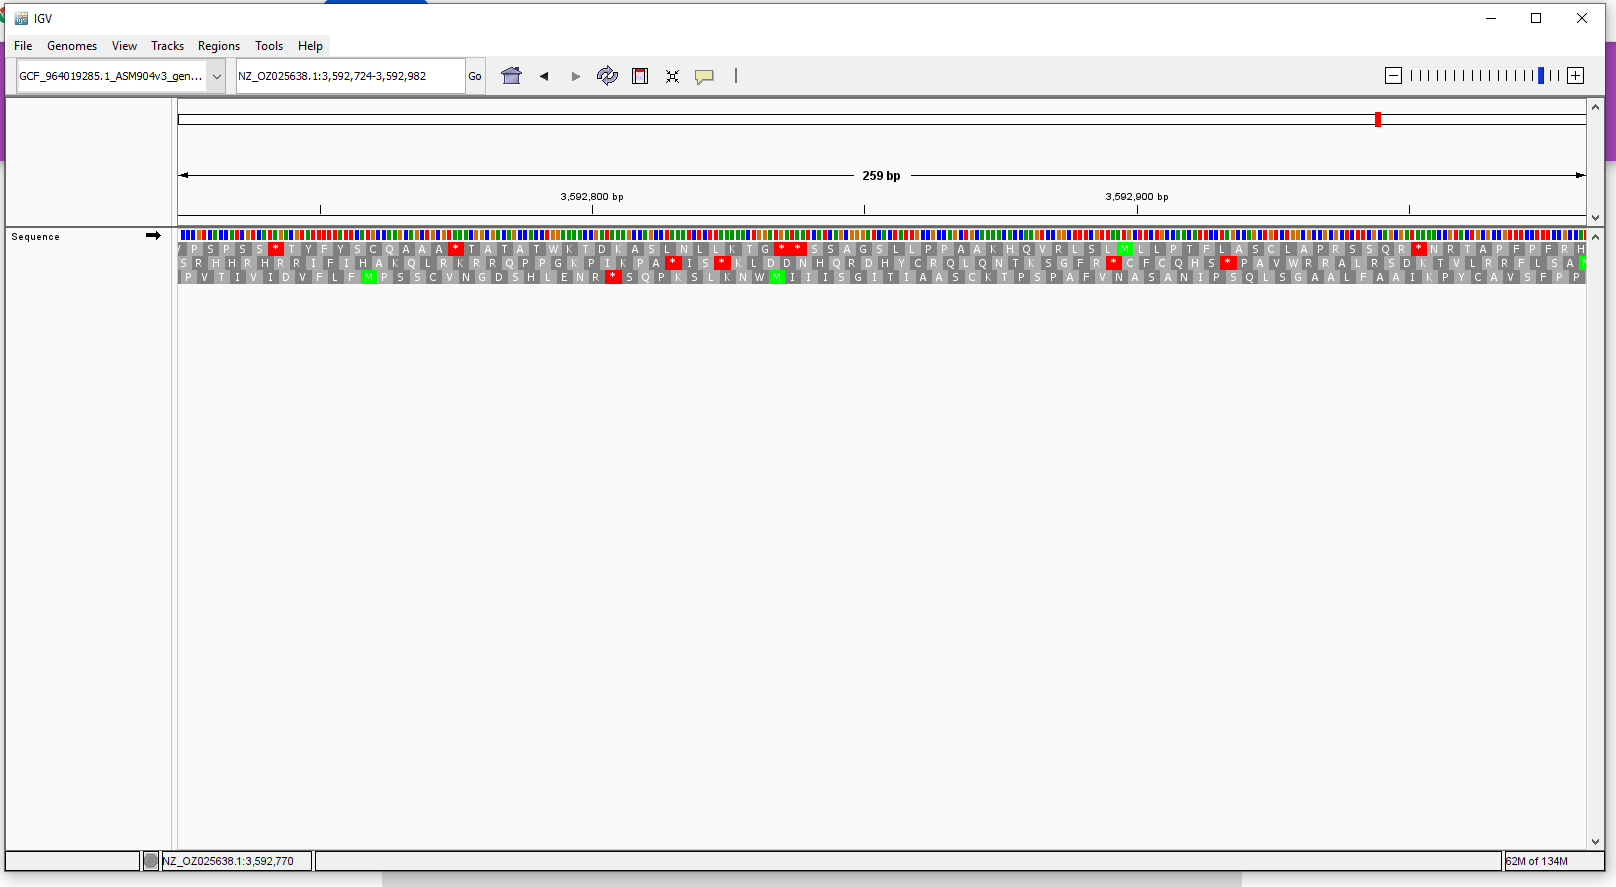 IGV
File Genomes View Tracks Regions Tools Help
GCF_964019285.1_ASM904v3_gen... NZ_OZ025638.1:3,592,724-3,592,982 Go
259 bp
3,592,800 bp 3,592,900 bp
Sequence
P S P S S * T Y F Y S C Q A A A * T A T A T W K T D K A S L N L L K T G * * S S A G S L L P P A A K H Q V R L S L M L L P T F L A S C L A P R S S Q R * N R T A P F P F R H
S R H H R H R R I F I H A K Q L R K R R Q P P G K P I K P A * I S * K L D D N H Q R D H Y C R Q L Q N T K S G F R * C F C Q H S * P A V W R R A L R S D K T V L R R F L S A
P V T I V I D V F L F M P S S C V N G D S H L E N R * S Q P K S L K N W M I I I S G I T I A A S C K T P S P A F V N A S A N I P S Q L S G A A L F A A I K P Y C A V S F P P
NZ_OZ025638.1:3,592,770 62M of 134M